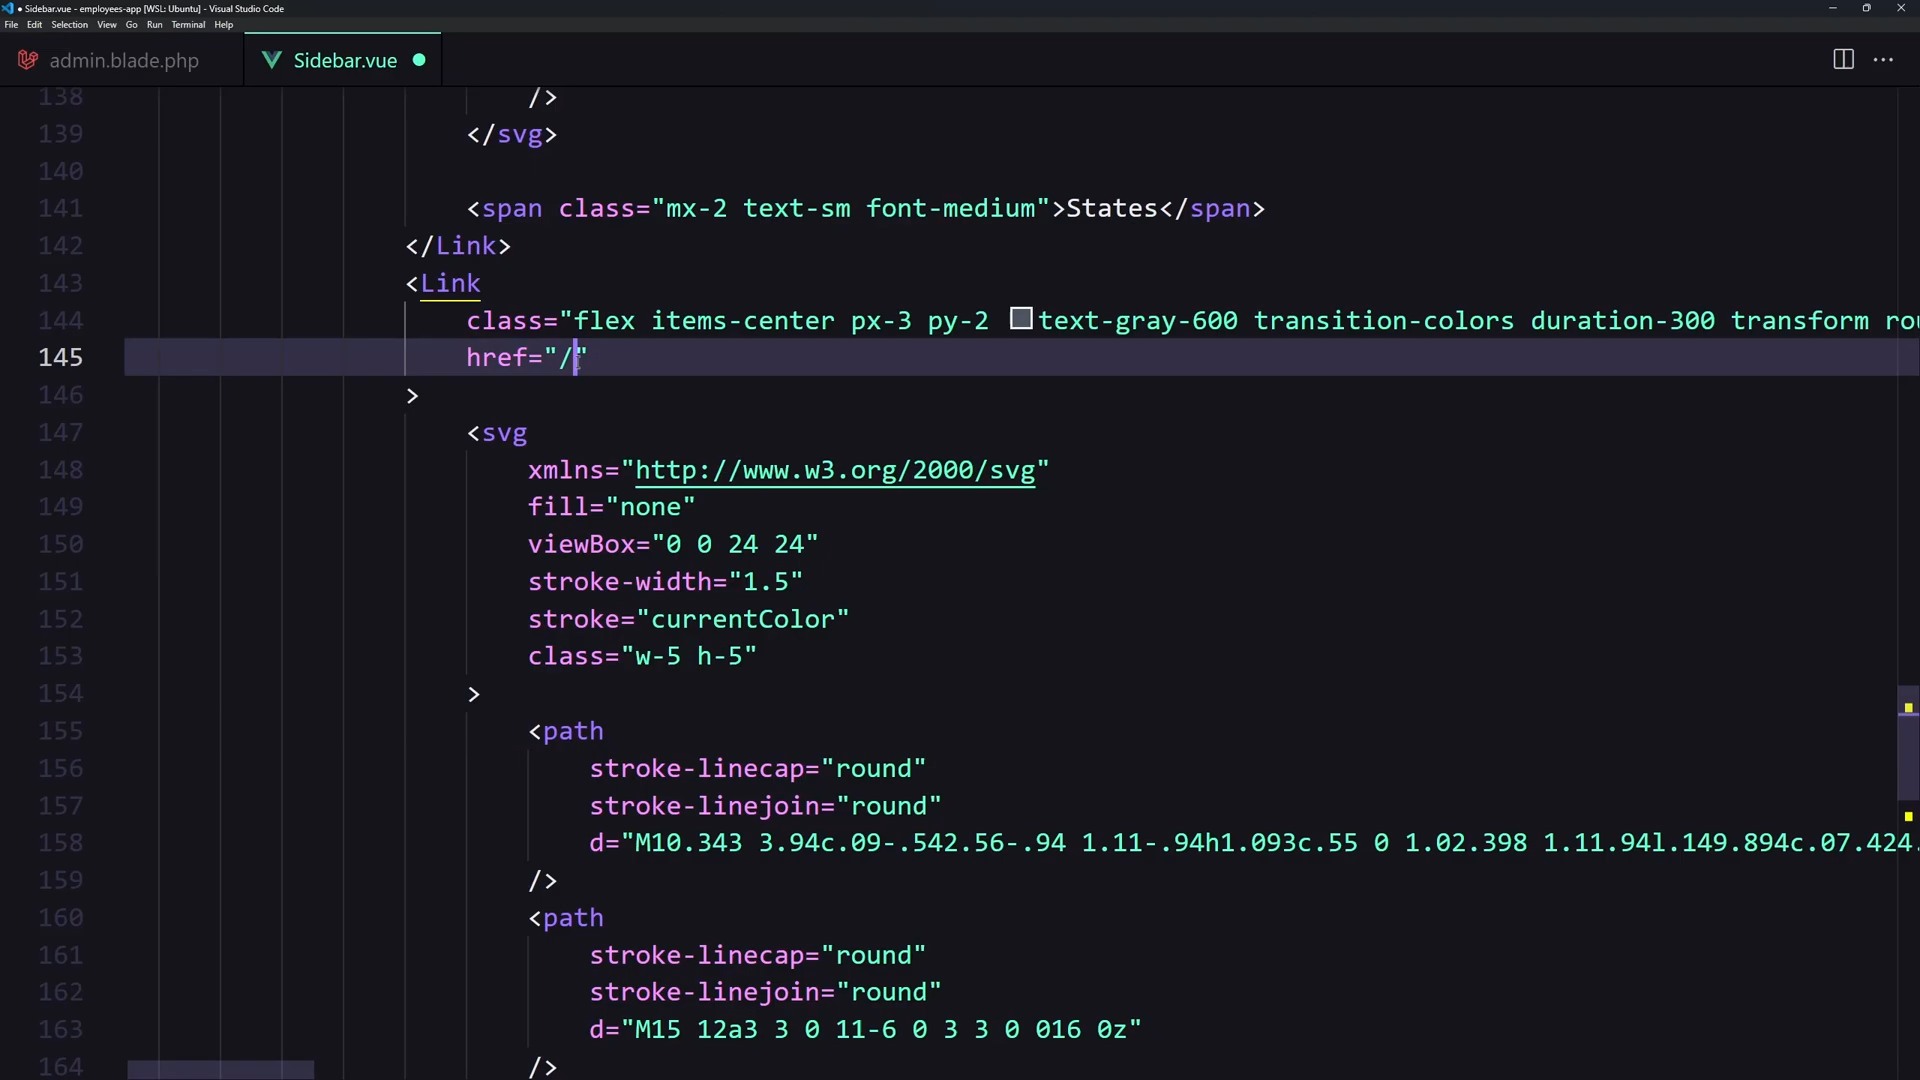 Sidebar.vue - employees-app [WSL: Ubuntu] - Visual Studio Code
File Edit Selection View Go Run Terminal Help
admin.blade.php Sidebar.vue
138 />
139 </svg>
140
141 <span class="mx-2 text-sm font-medium">States</span>
142 </Link>
143 <Link
144 class="flex items-center px-3 py-2 text-gray-600 transition-colors duration-300 transform
145 href="/"
146 >
147 <svg
148 xmlns="http://www.w3.org/2000/svg"
149 fill="none"
150 viewBox="0 0 24 24"
151 stroke-width="1.5"
152 stroke="currentColor"
153 class="w-5 h-5"
154 >
155 <path
156 stroke-linecap="round"
157 stroke-linejoin="round"
158 d="M10.343 3.94c.09-.542.56-.94 1.11-.94h1.093c.55 0 1.02.398 1.11.94l.149.894c.07.424.
159 />
160 <path
161 stroke-linecap="round"
162 stroke-linejoin="round"
163 d="M15 12a3 3 0 11-6 0 3 3 0 016 0z"
164 />